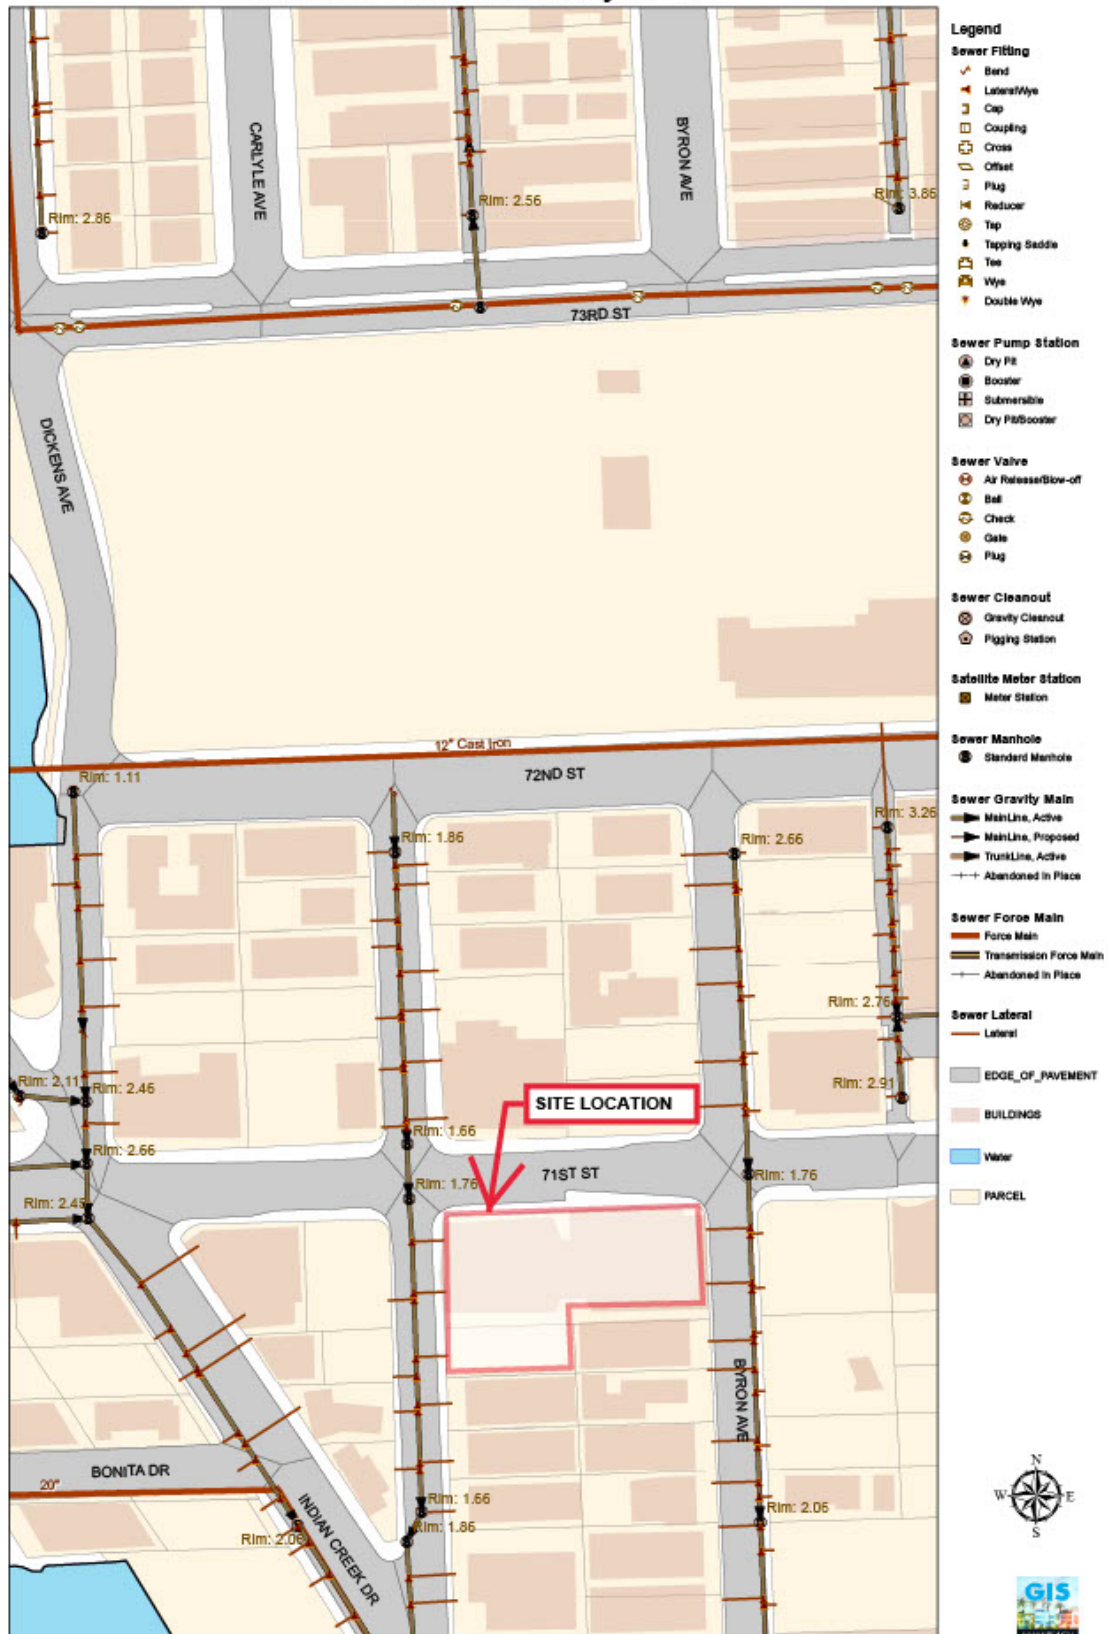 Legend
Sewer Fitting
Bend
LateralWye
Cap
Coupling
Cross
Offset
Plug
Reducer
Tap
Tapping Saddle
Tee
Wye
Double Wye
Sewer Pump Station
Dry Pit
Booster
Submersible
Dry Pit/Booster
Sewer Valve
Air Release/Blow-off
Ball
Check
Gate
Plug
Sewer Cleanout
Gravity Cleanout
Pigging Station
Satellite Meter Station
Meter Station
Sewer Manhole
Standard Manhole
Sewer Gravity Main
MainLine, Active
MainLine, Proposed
TrunkLine, Active
Abandoned In Place
Sewer Force Main
Force Main
Transmission Force Main
Abandoned In Place
Sewer Lateral
Lateral
EDGE_OF_PAVEMENT
BUILDINGS
Water
PARCEL
N
W
E
S
GIS
CARLYLE AVE
BYRON AVE
Rim: 2.86
Rim: 2.56
Rim: 3.86
73RD ST
DICKENS AVE
12" Cast Iron
72ND ST
Rim: 1.11
Rim: 1.86
Rim: 2.66
Rim: 3.26
Rim: 2.76
Rim: 2.11
Rim: 2.46
Rim: 2.91
SITE LOCATION
Rim: 1.66
Rim: 2.66
71ST ST
Rim: 1.76
Rim: 1.76
Rim: 2.45
BYRON AVE
BONITA DR
20"
INDIAN CREEK DR
Rim: 1.66
Rim: 1.86
Rim: 2.06